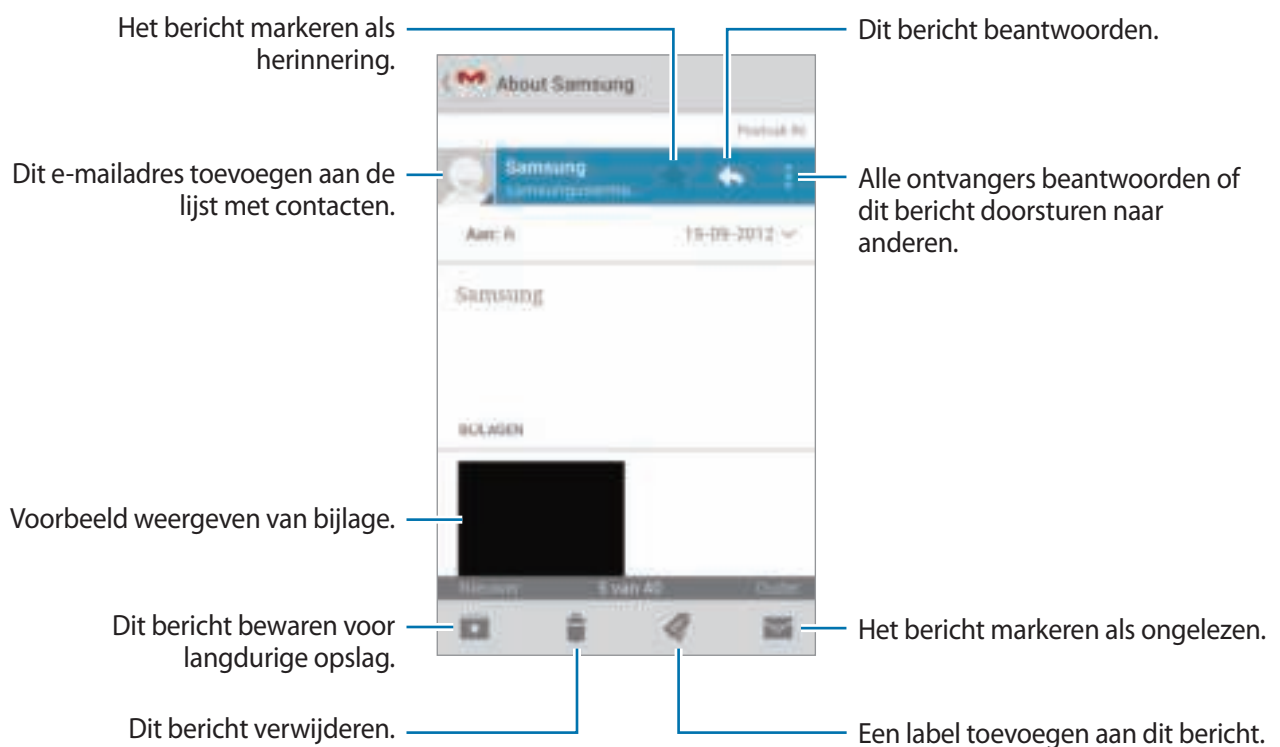 Het bericht markeren als
herinnering.
Dit bericht beantwoorden.
About Samsung
Dit e-mailadres toevoegen aan de
lijst met contacten.
Samsung
Alle ontvangers beantwoorden of
dit bericht doorsturen naar
anderen.
Aan:
19-09-2012
Samsung
BIJLAGEN
Voorbeeld weergeven van bijlage.
Nieuwer
van 40
Ouder
Dit bericht bewaren voor
langdurige opslag.
Het bericht markeren als ongelezen.
Dit bericht verwijderen.
Een label toevoegen aan dit bericht.